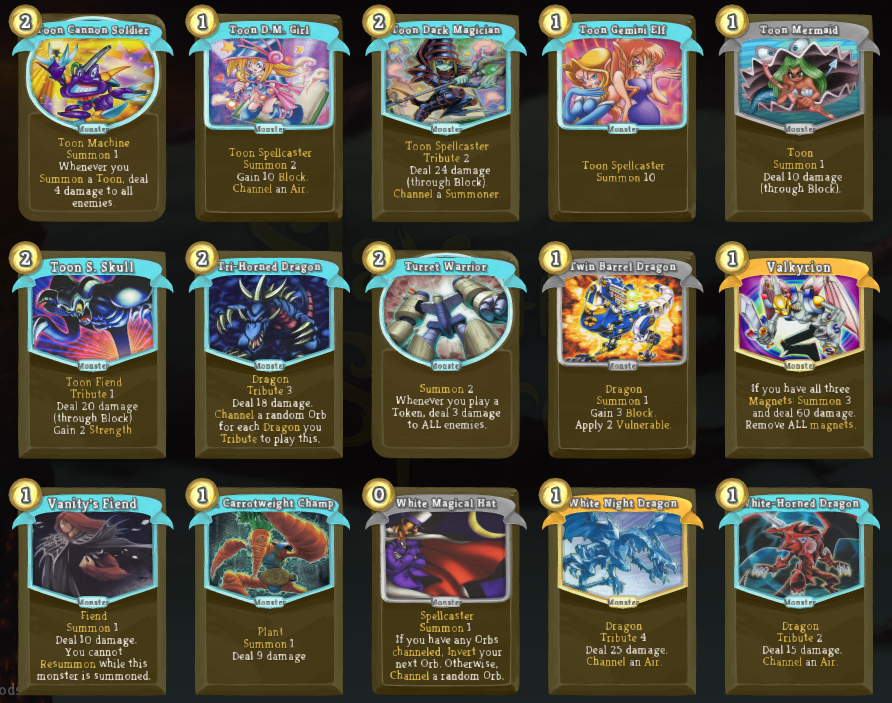 2
Toon Cannon Soldier
Monster
Toon Machine
Summon 1
Whenever you
Summon a Toon, deal
4 damage to all
enemies.
1
Toon D.M. Girl
Monster
Toon Spellcaster
Summon 2
Gain 10 Block.
Channel an Air.
2
Toon Dark Magician
Monster
Toon Spellcaster
Tribute 2
Deal 24 damage
(through Block).
Channel a Summoner.
1
Toon Gemini Elf
Monster
Toon Spellcaster
Summon 10
1
Toon Mermaid
Monster
Toon
Summon 1
Deal 10 damage
(through Block).
2
Toon S. Skull
Monster
Toon Fiend
Tribute 1
Deal 20 damage
(through Block)
Gain 2 Strength.
2
Tri-Horned Dragon
Monster
Dragon
Tribute 3
Deal 18 damage.
Channel a random Orb
for each Dragon you
Tribute to play this.
2
Turret Warrior
Monster
Summon 2
Whenever you play a
Token, deal 3 damage
to ALL enemies.
1
Twin Barrel Dragon
Monster
Dragon
Summon 1
Gain 3 Block.
Apply 2 Vulnerable.
1
Valkyrion
Monster
If you have all three
Magnets: Summon 3
and deal 60 damage.
Remove ALL magnets.
1
Vanity's Fiend
Monster
Fiend
Summon 1
Deal 10 damage.
You cannot
Resummon while this
monster is summoned.
1
Carrotweight Champ
Monster
Plant
Summon 1
Deal 9 damage
0
White Magical Hat
Monster
Spellcaster
Summon 1
If you have any Orbs
channeled, Invert your
next Orb. Otherwise,
Channel a random Orb.
1
White Night Dragon
Monster
Dragon
Tribute 4
Deal 25 damage.
Channel an Air.
1
White-Horned Dragon
Monster
Dragon
Tribute 2
Deal 15 damage.
Channel an Air.